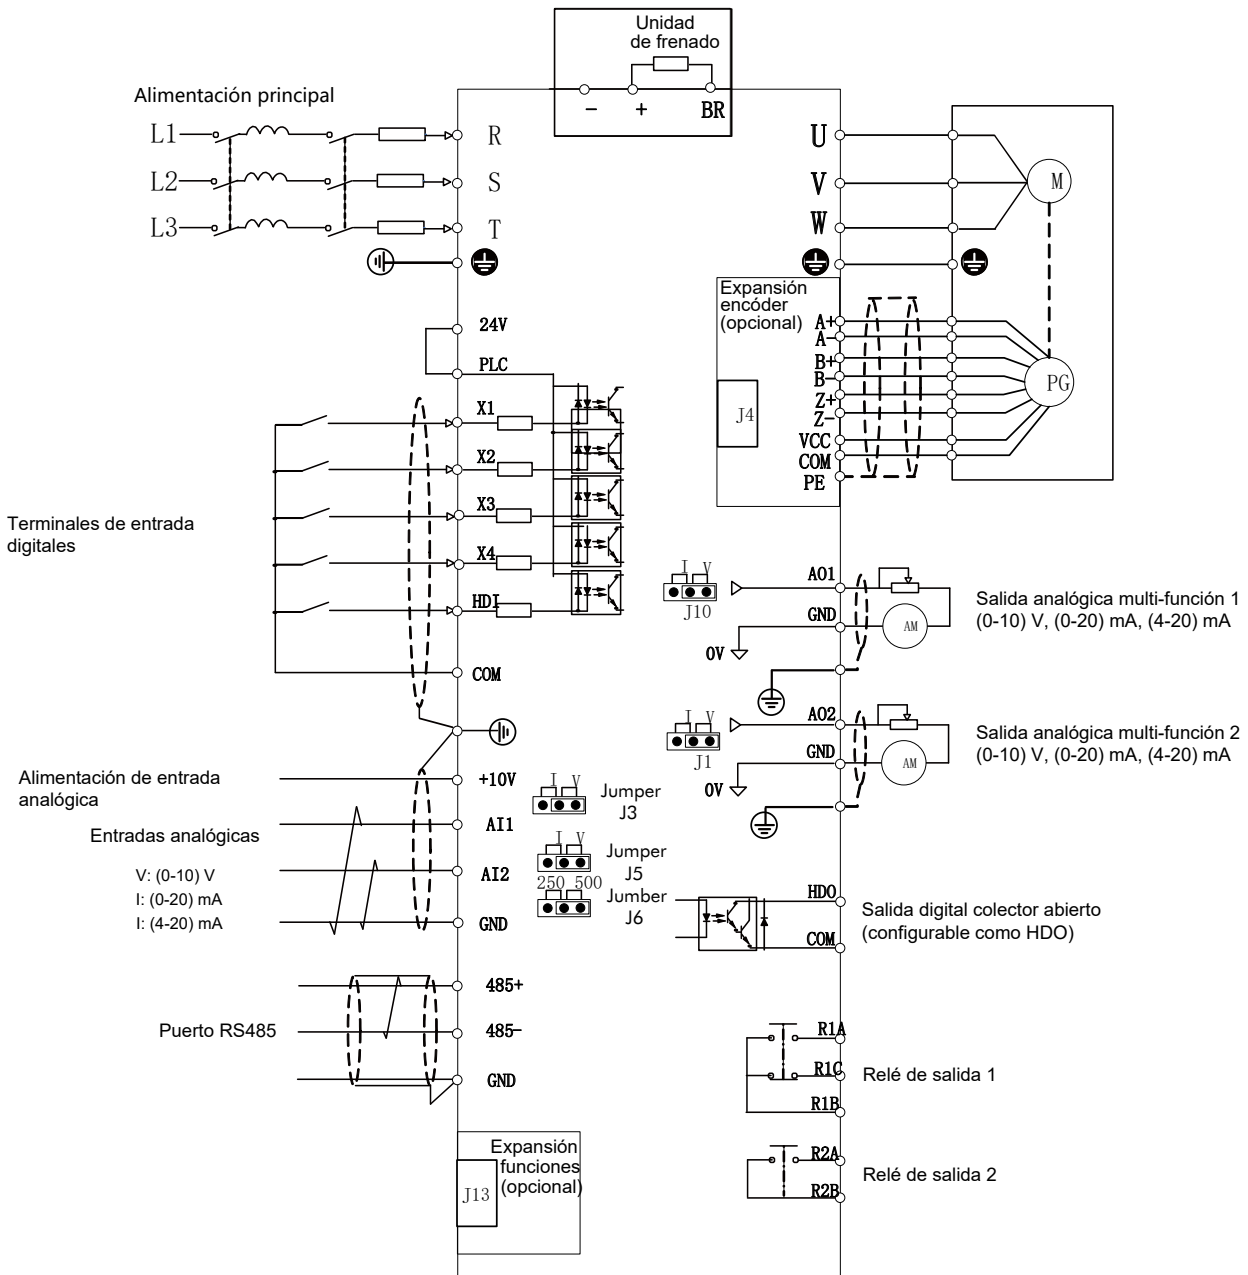 Unidad
de frenado
-
+
BR
Alimentación principal
L1
R
L2
S
L3
T
U
V
W
M
Expansión
encóder
(opcional)
J4
A+
A-
B+
B-
Z+
Z-
VCC
COM
PE
PG
24V
PLC
X1
X2
X3
X4
HDI
COM
Terminales de entrada
digitales
I V
J10
AO1
GND
0V
AM
Salida analógica multi-función 1
(0-10) V, (0-20) mA, (4-20) mA
I V
J1
AO2
GND
0V
AM
Salida analógica multi-función 2
(0-10) V, (0-20) mA, (4-20) mA
Alimentación de entrada
analógica
+10V
I V
Jumper
J3
Entradas analógicas
AI1
V: (0-10) V
I: (0-20) mA
I: (4-20) mA
AI2
I V
Jumper
J5
250 500
Jumber
J6
GND
HDO
COM
Salida digital colector abierto
(configurable como HDO)
Puerto RS485
485+
485-
GND
R1A
R1C
R1B
Relé de salida 1
R2A
R2B
Relé de salida 2
Expansión
funciones
(opcional)
J13